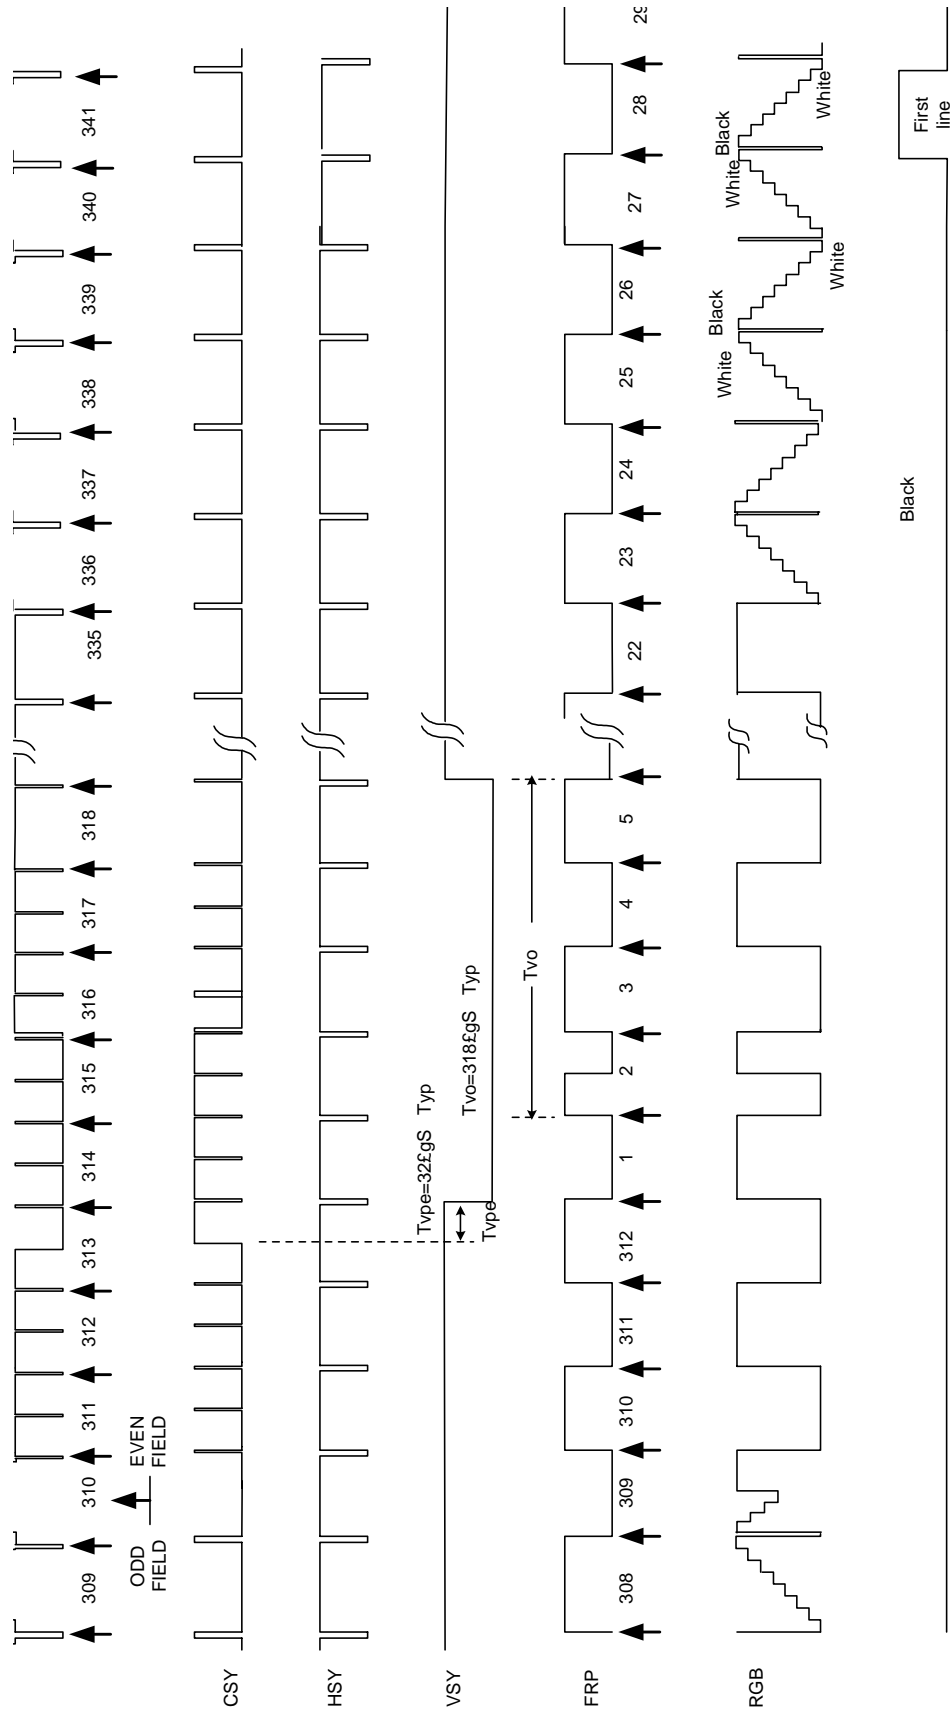 309
310
311
312
313
314
315
316
317
318
335
336
337
338
339
340
341
ODD
FIELD
EVEN
FIELD
CSY
HSY
VSY
Tvpe=32£gS Typ
Tvpe
Tvo=318£gS Typ
Tvo
FRP
308
309
310
311
312
1
2
3
4
5
22
23
24
25
26
27
28
29
RGB
White
Black
White
White
Black
White
Black
First
line